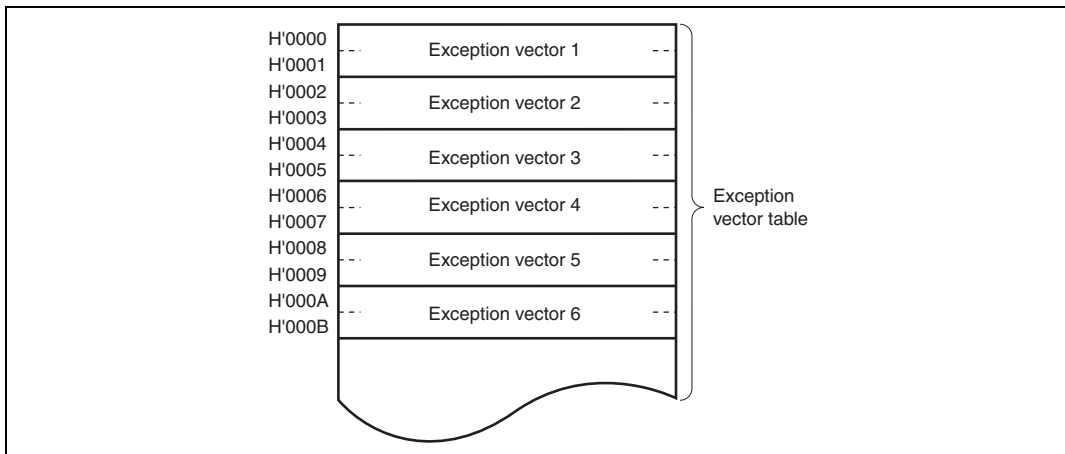 H'0000
Exception vector 1
H'0001
H'0002
Exception vector 2
H'0003
H'0004
Exception vector 3
H'0005
H'0006
Exception vector 4
H'0007
Exception
vector table
H'0008
Exception vector 5
H'0009
H'000A
Exception vector 6
H'000B